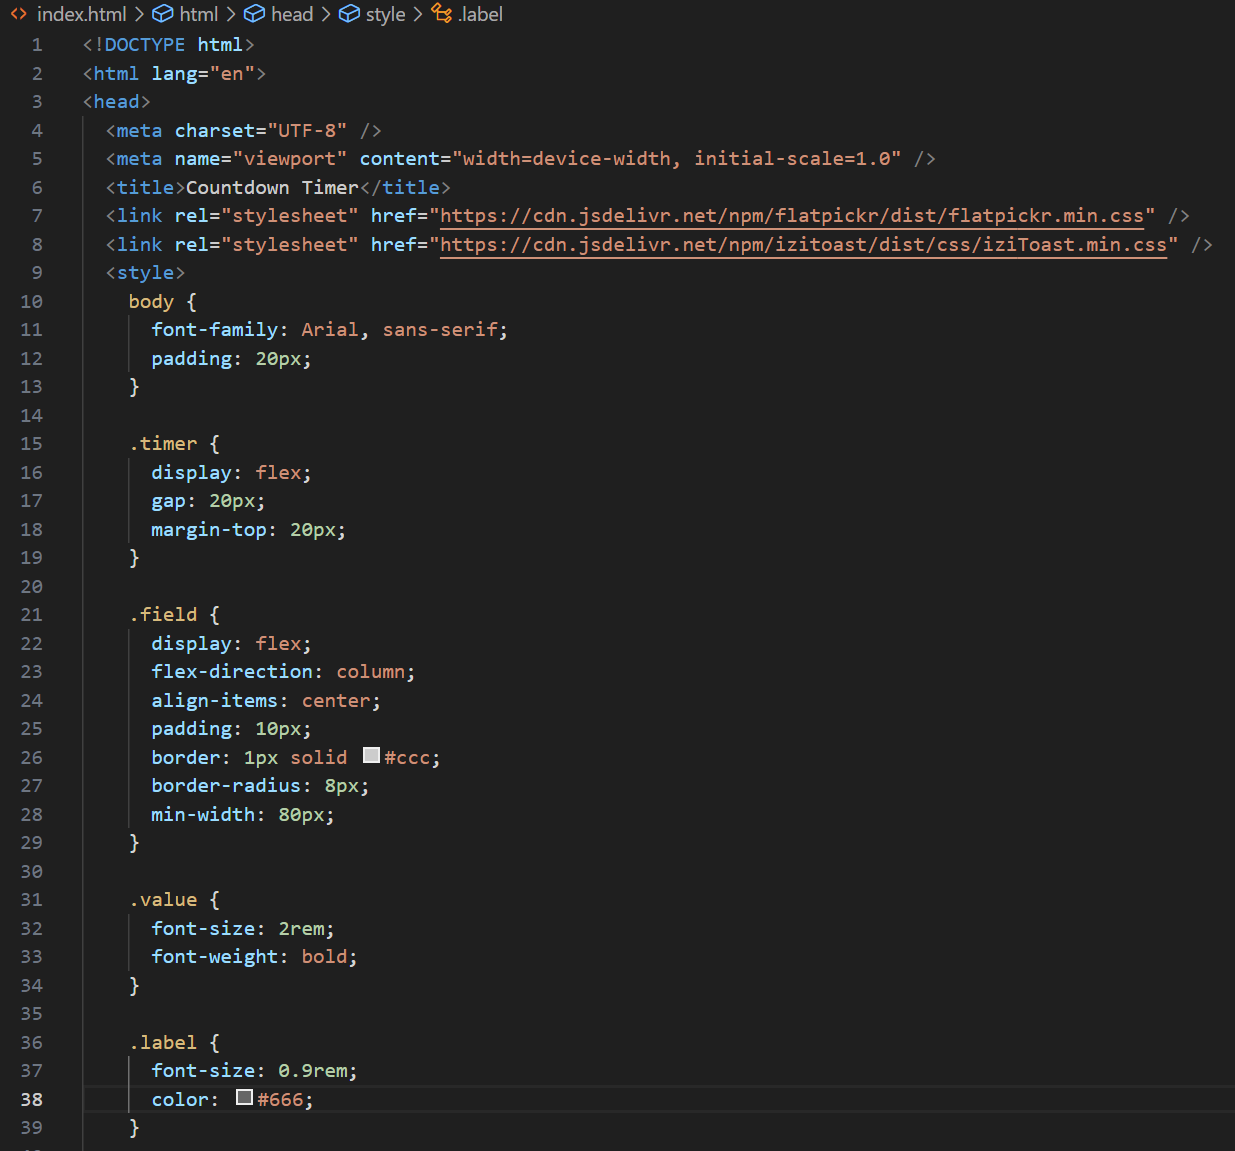 index.html > html > head > style > .label
1 <!DOCTYPE html>
2 <html lang="en">
3 <head>
4   <meta charset="UTF-8" />
5   <meta name="viewport" content="width=device-width, initial-scale=1.0" />
6   <title>Countdown Timer</title>
7   <link rel="stylesheet" href="https://cdn.jsdelivr.net/npm/flatpickr/dist/flatpickr.min.css" />
8   <link rel="stylesheet" href="https://cdn.jsdelivr.net/npm/izitoast/dist/css/iziToast.min.css" />
9   <style>
10     body {
11       font-family: Arial, sans-serif;
12       padding: 20px;
13     }
14
15     .timer {
16       display: flex;
17       gap: 20px;
18       margin-top: 20px;
19     }
20
21     .field {
22       display: flex;
23       flex-direction: column;
24       align-items: center;
25       padding: 10px;
26       border: 1px solid #ccc;
27       border-radius: 8px;
28       min-width: 80px;
29     }
30
31     .value {
32       font-size: 2rem;
33       font-weight: bold;
34     }
35
36     .label {
37       font-size: 0.9rem;
38       color: #666;
39     }